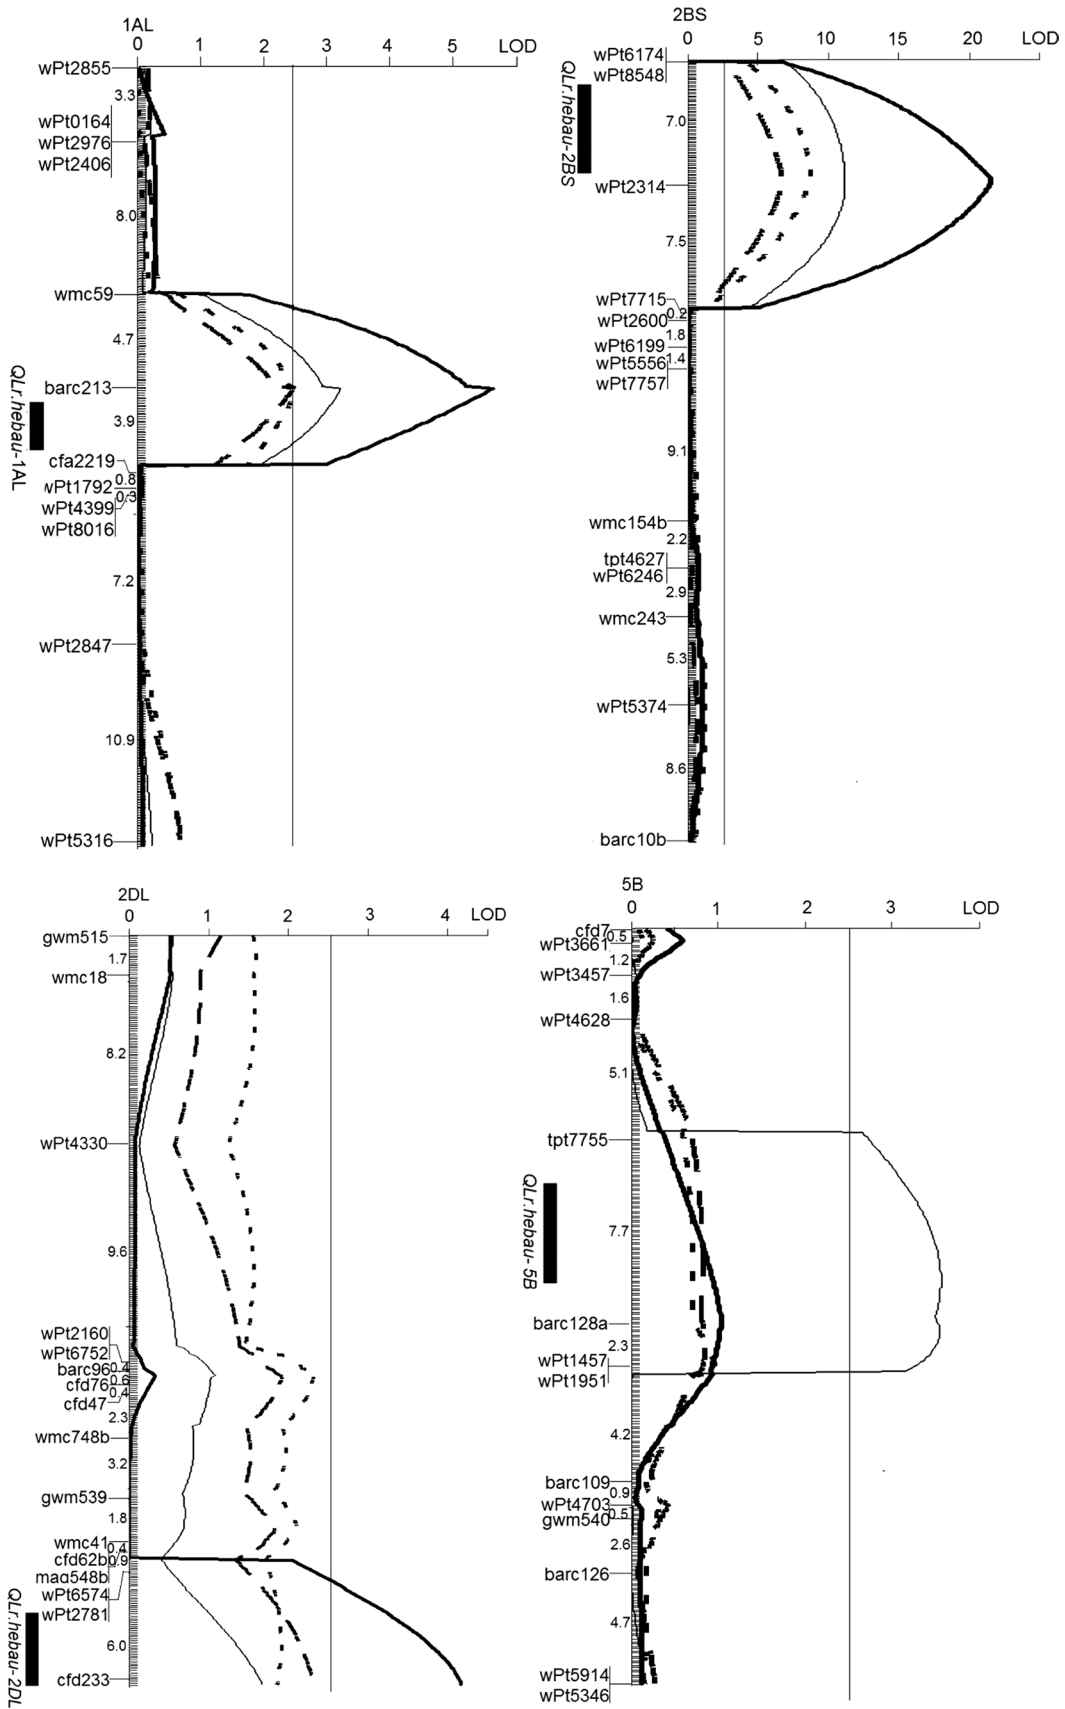 1AL
0 1 2 3 4 5 LOD
wPt2855
3.3
wPt0164
wPt2976
wPt2406
8.0
wmc59
4.7
barc213
3.9
cfa2219
0.8
wPt1792
0.3
wPt4399
wPt8016
7.2
wPt2847
10.9
wPt5316
QLr.hebau-1AL
2BS
0 5 10 15 20 LOD
wPt6174
wPt8548
7.0
wPt2314
7.5
wPt7715
0.2
wPt2600
1.8
wPt6199
1.4
wPt5556
wPt7757
9.1
wmc154b
2.2
tpt4627
wPt6246
2.9
wmc243
5.3
wPt5374
8.6
barc10b
QLr.hebau-2BS
2DL
0 1 2 3 4 LOD
gwm515
1.7
wmc18
8.2
wPt4330
9.6
wPt2160
wPt6752
0.4
barc96
0.6
cfd76
0.4
cfd47
2.3
wmc748b
3.2
gwm539
1.8
wmc41
0.4
cfd62b
0.9
mag548b
wPt6574
wPt2781
6.0
cfd233
QLr.hebau-2DL
5B
0 1 2 3 LOD
cfd7
0.5
wPt3661
1.2
wPt3457
1.6
wPt4628
5.1
tpt7755
7.7
barc128a
2.3
wPt1457
wPt1951
4.2
barc109
0.9
wPt4703
0.5
gwm540
2.6
barc126
4.7
wPt5914
wPt5346
QLr.hebau-5B